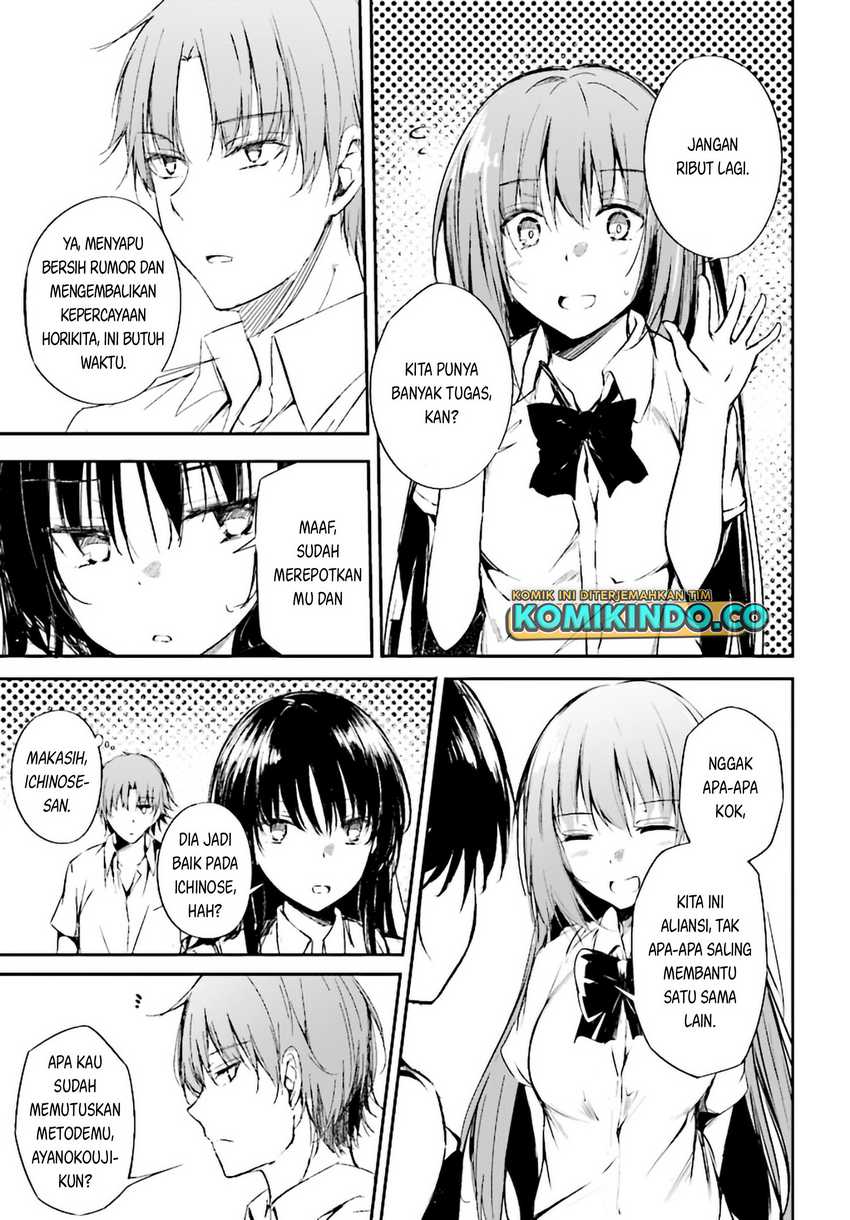 JANGAN
RIBUT LAGI.
KITA PUNYA
BANYAK TUGAS,
KAN?
YA, MENYAPU
BERSIH RUMOR DAN
MENGEMBALIKAN
KEPERCAYAAN
HORIKITA, INI BUTUH
WAKTU.
MAAF,
SUDAH
MEREPOTKAN
MU DAN
KOMIK INI DITERJEMAHKAN TIM
KOMIKINDO.CO
NGGAK
APA-APA
KOK,
KITA INI
ALIANSI, TAK
APA-APA SALING
MEMBANTU
SATU SAMA
LAIN.
DIA JADI
BAIK PADA
ICHINOSE,
HAH?
MAKASIH,
ICHINOSE-
SAN.
APA KAU
SUDAH
MEMUTUSKAN
METODEMU,
AYANOKOUJI-
KUN?